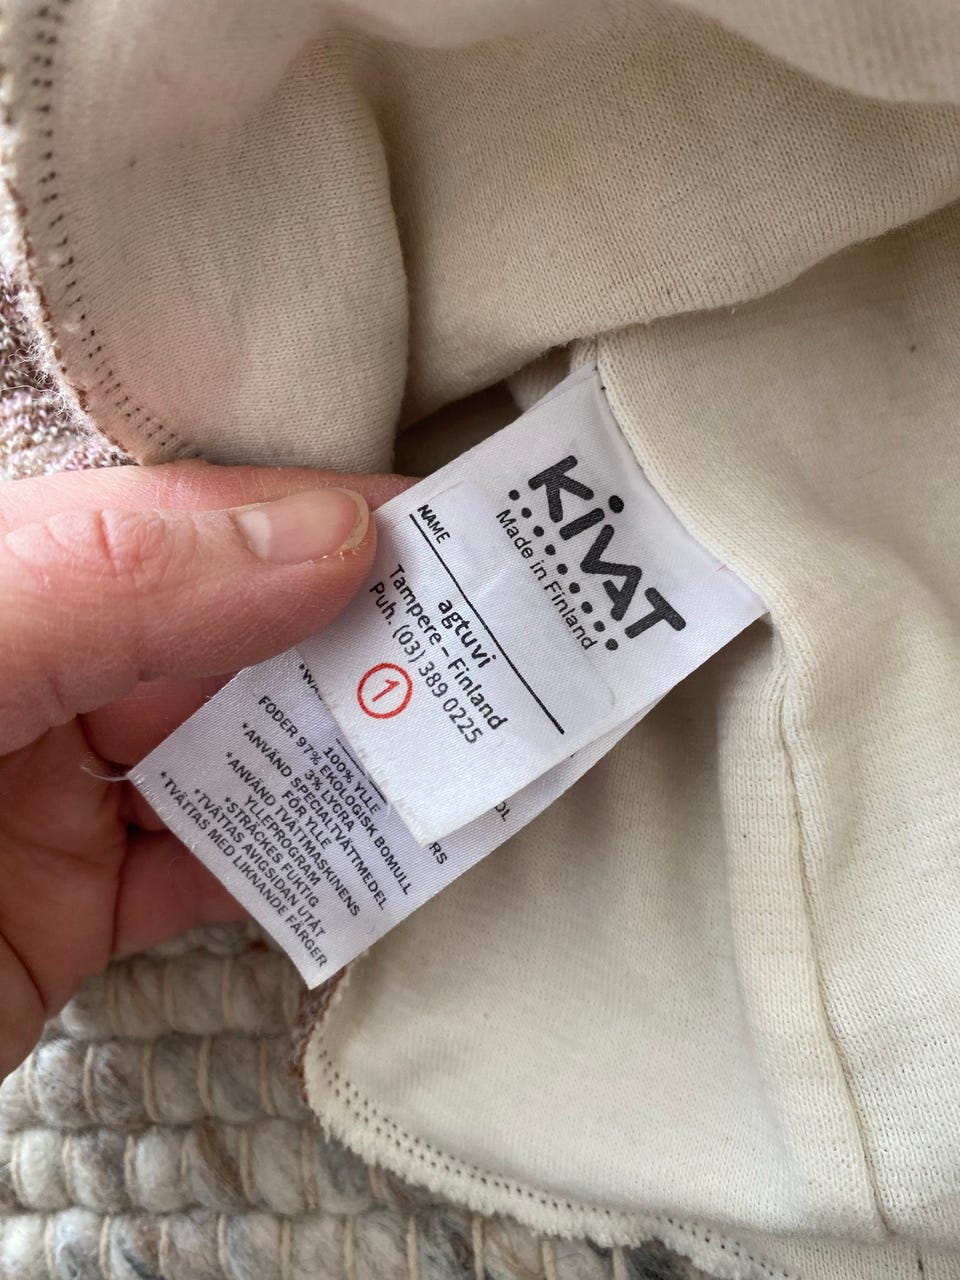 KIVAT
Made in Finland
NAME
agtuvi
Tampere – Finland
Puh. (03) 389 0225
1
100% YLLE
FODER 97% EKOLOGISK BOMULL
3% LYCRA
*ANVÄND SPECIALTVÄTTMEDEL
FÖR YLLE
*ANVÄND TVÄTTMASKINENS
YLLEPROGRAM
*STRÄCKES FUKTIG
*TVÄTTAS AVIGSIDAN UTÅT
*TVÄTTAS MED LIKNANDE FÄRGER